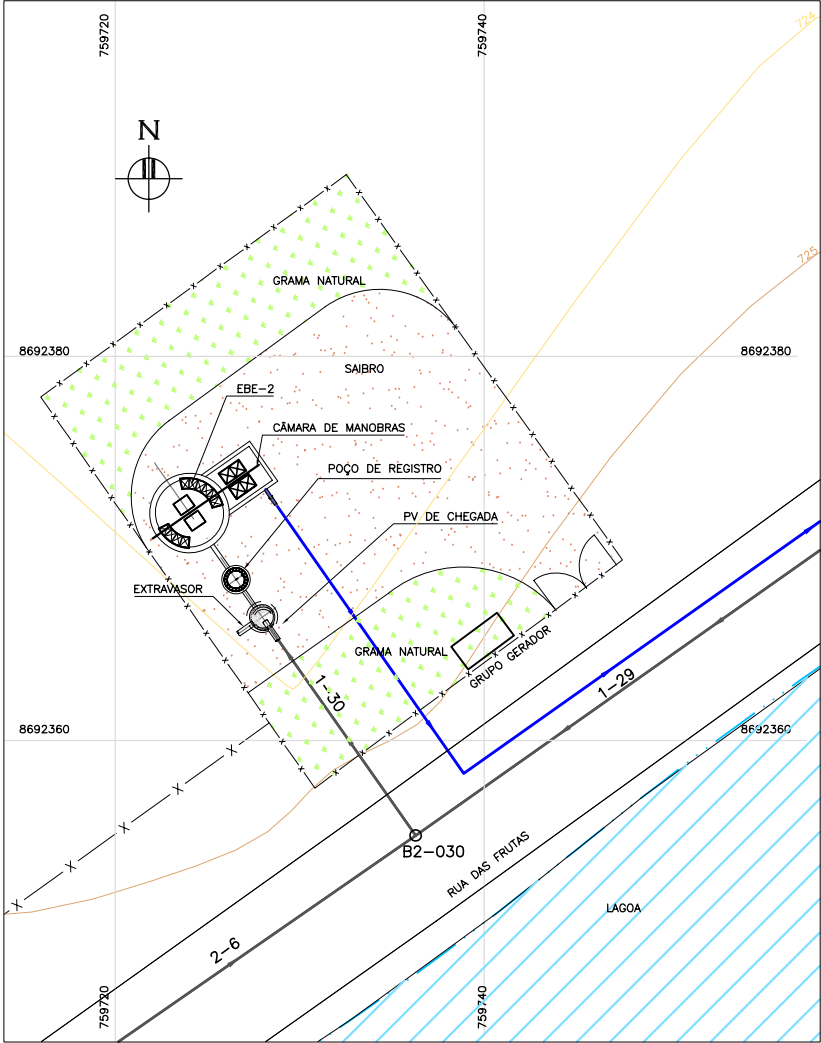 759720
759740
724
N
725
GRAMA NATURAL
8692380
8692380
SAIBRO
EBE-2
CÂMARA DE MANOBRAS
POÇO DE REGISTRO
PV DE CHEGADA
EXTRAVASOR
GRAMA NATURAL
GRUPO GERADOR
1-30
1-29
8692360
8692360
B2-030
RUA DAS FRUTAS
LAGOA
2-6
759720
759740